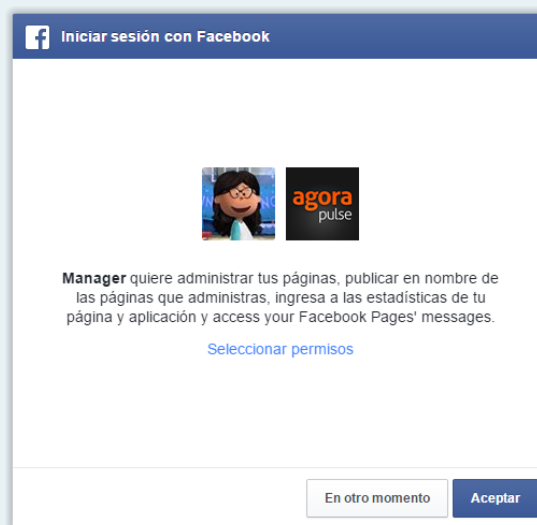 Iniciar sesión con Facebook
agora
pulse
Manager quiere administrar tus páginas, publicar en nombre de
las páginas que administras, ingresa a las estadísticas de tu
página y aplicación y access your Facebook Pages' messages.
Seleccionar permisos
En otro momento
Aceptar